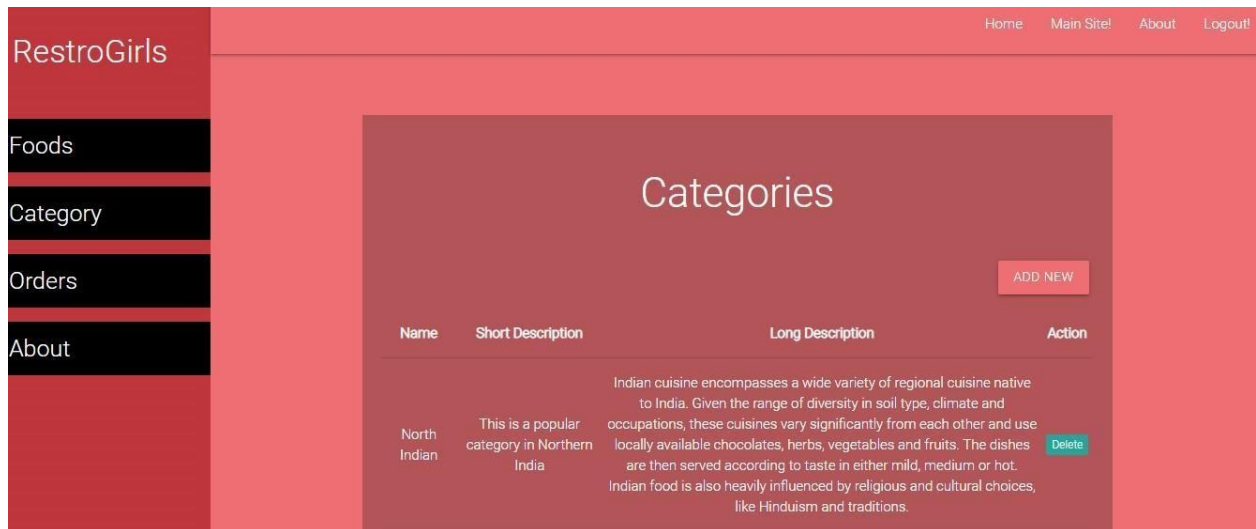 Home Main Site! About Logout!
RestroGirls
Foods
Category
Orders
About
Categories
ADD NEW
Name Short Description Long Description Action
North
Indian
This is a popular
category in Northern
India
Indian cuisine encompasses a wide variety of regional cuisine native
to India. Given the range of diversity in soil type, climate and
occupations, these cuisines vary significantly from each other and use
locally available chocolates, herbs, vegetables and fruits. The dishes
are then served according to taste in either mild, medium or hot.
Indian food is also heavily influenced by religious and cultural choices,
like Hinduism and traditions.
Delete